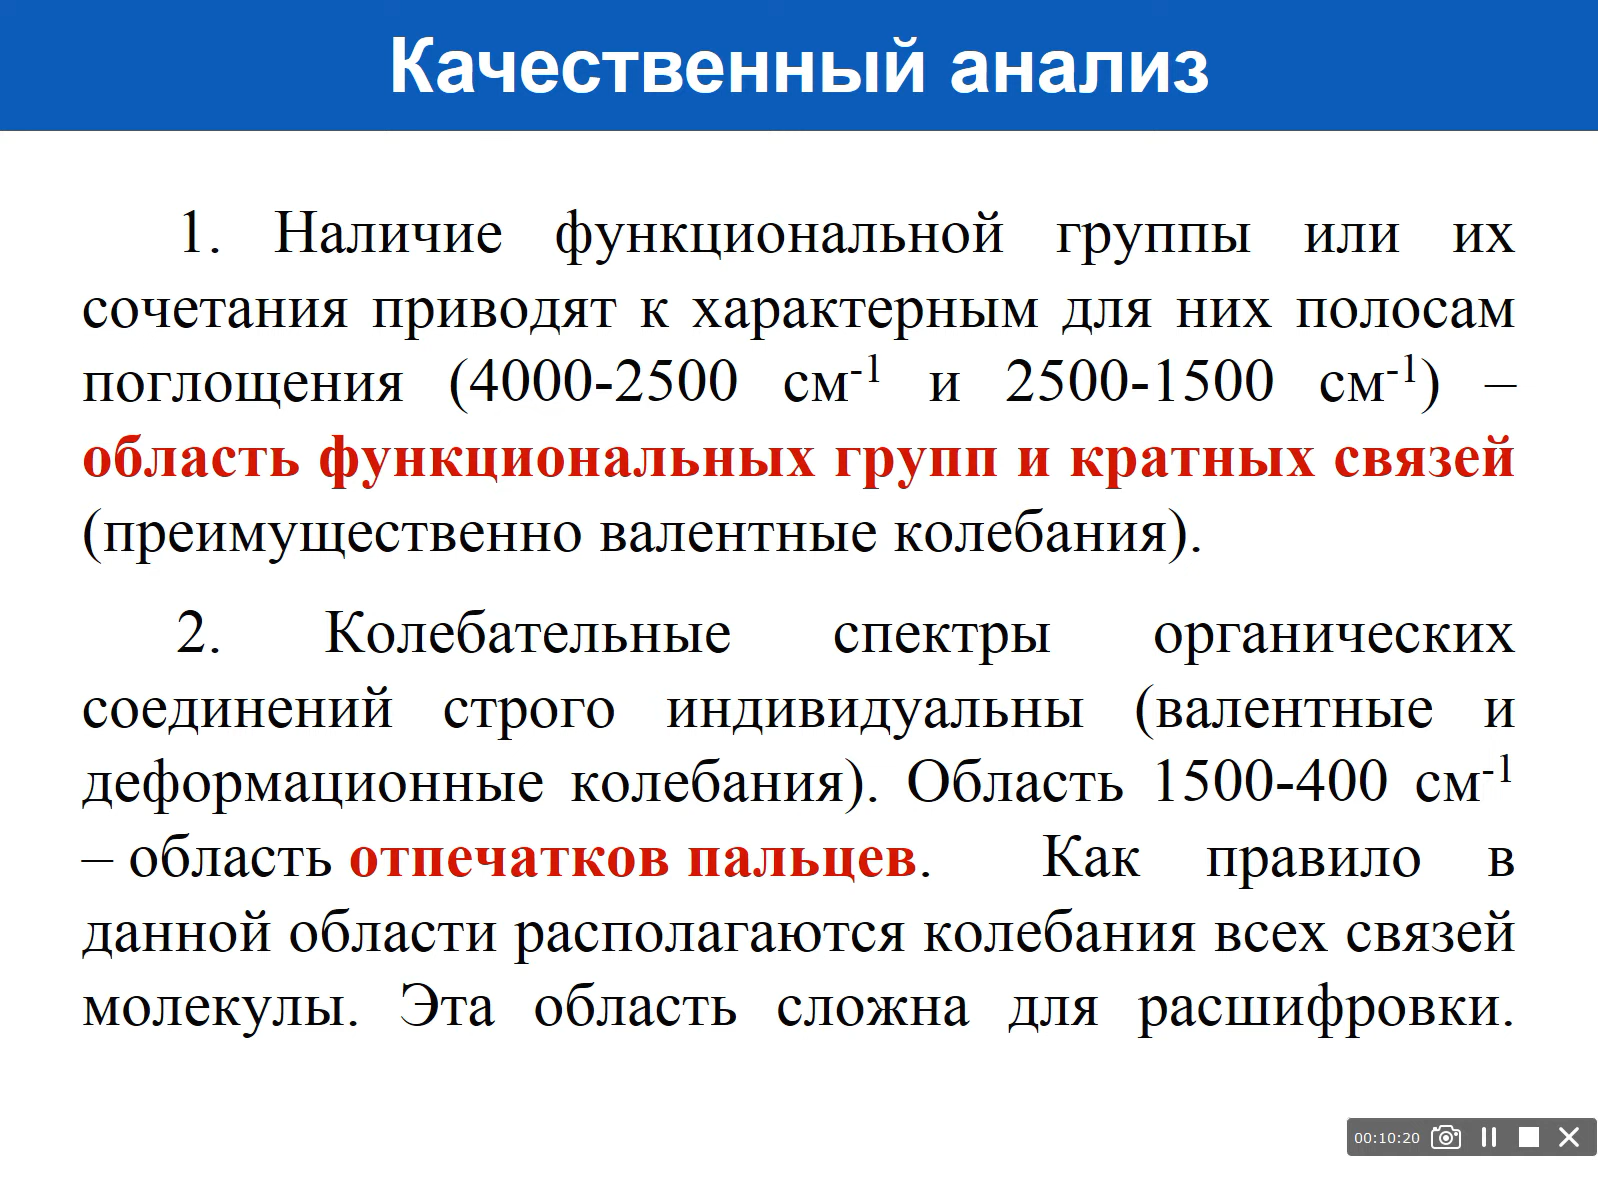 Качественный анализ
1. Наличие функциональной группы или их
сочетания приводят к характерным для них полосам
поглощения (4000-2500 см⁻¹ и 2500-1500 см⁻¹) –
область функциональных групп и кратных связей
(преимущественно валентные колебания).
2. Колебательные спектры органических
соединений строго индивидуальны (валентные и
деформационные колебания). Область 1500-400 см⁻¹
– область отпечатков пальцев. Как правило в
данной области располагаются колебания всех связей
молекулы. Эта область сложна для расшифровки.
00:10:20